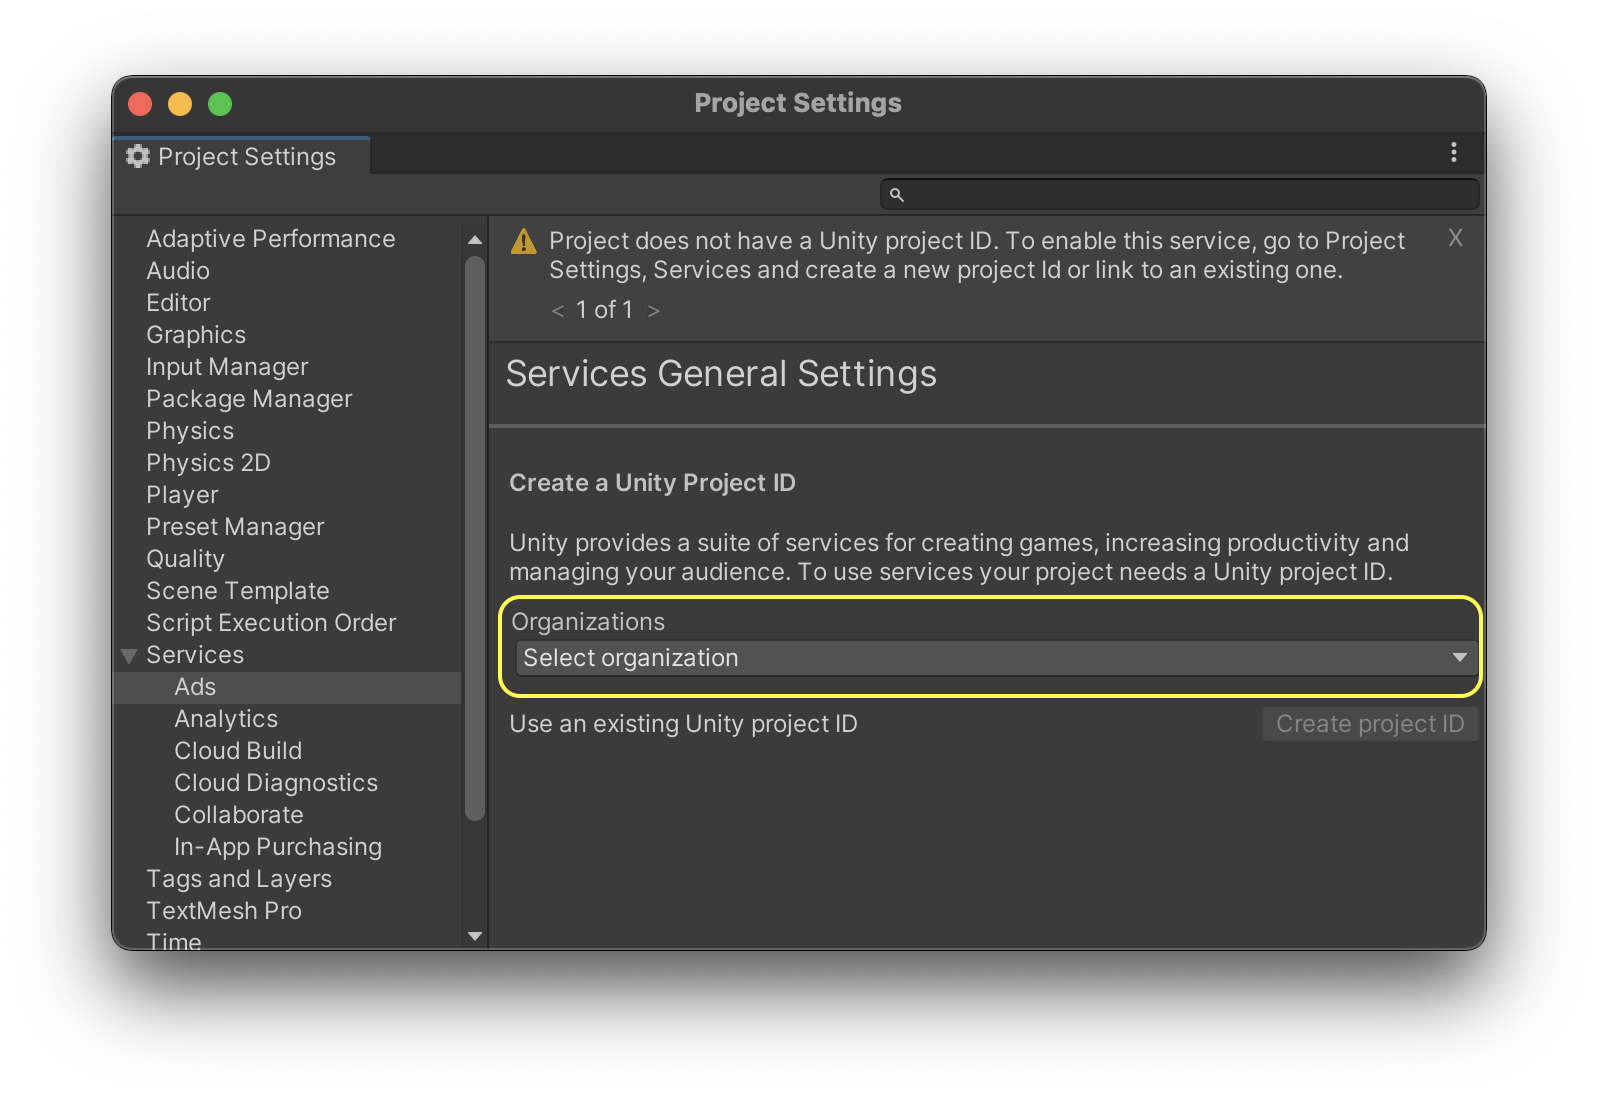 Project Settings
Project Settings
Adaptive Performance
Audio
Editor
Graphics
Input Manager
Package Manager
Physics
Physics 2D
Player
Preset Manager
Quality
Scene Template
Script Execution Order
Services
Ads
Analytics
Cloud Build
Cloud Diagnostics
Collaborate
In-App Purchasing
Tags and Layers
TextMesh Pro
Time
Project does not have a Unity project ID. To enable this service, go to Project
Settings, Services and create a new project Id or link to an existing one.
X
< 1 of 1 >
Services General Settings
Create a Unity Project ID
Unity provides a suite of services for creating games, increasing productivity and
managing your audience. To use services your project needs a Unity project ID.
Organizations
Select organization
Use an existing Unity project ID
Create project ID